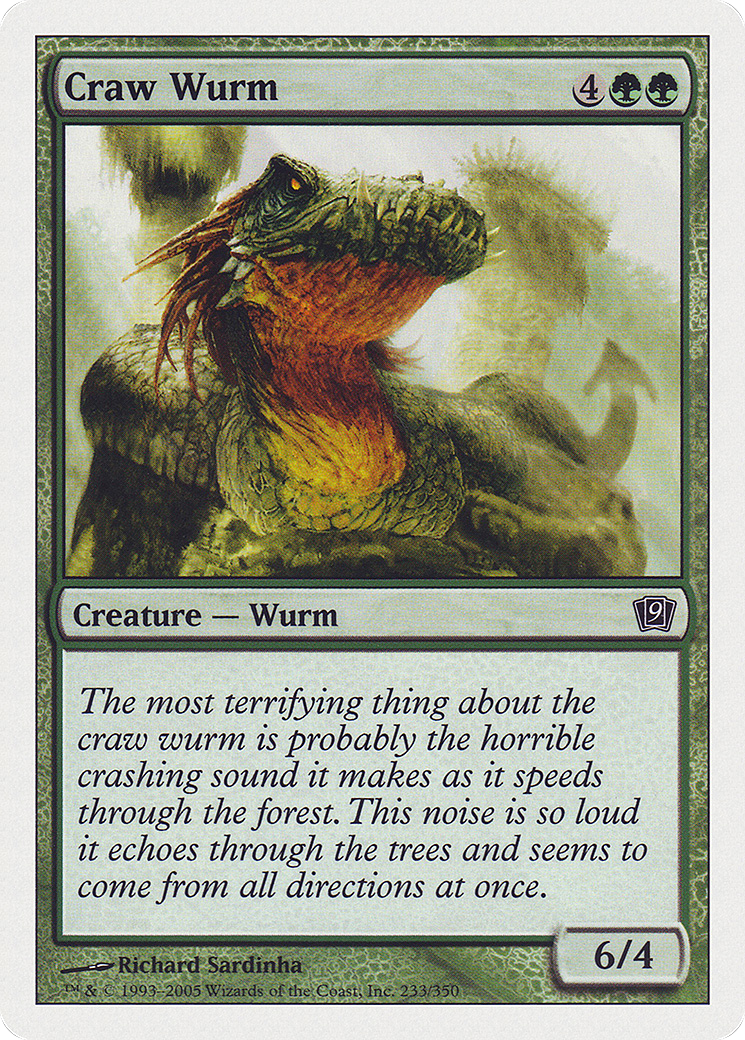 Craw Wurm 4
Creature — Wurm 9
The most terrifying thing about the
craw wurm is probably the horrible
crashing sound it makes as it speeds
through the forest. This noise is so loud
it echoes through the trees and seems to
come from all directions at once.
6/4
Richard Sardinha
™ & © 1993–2005 Wizards of the Coast, Inc. 233/350